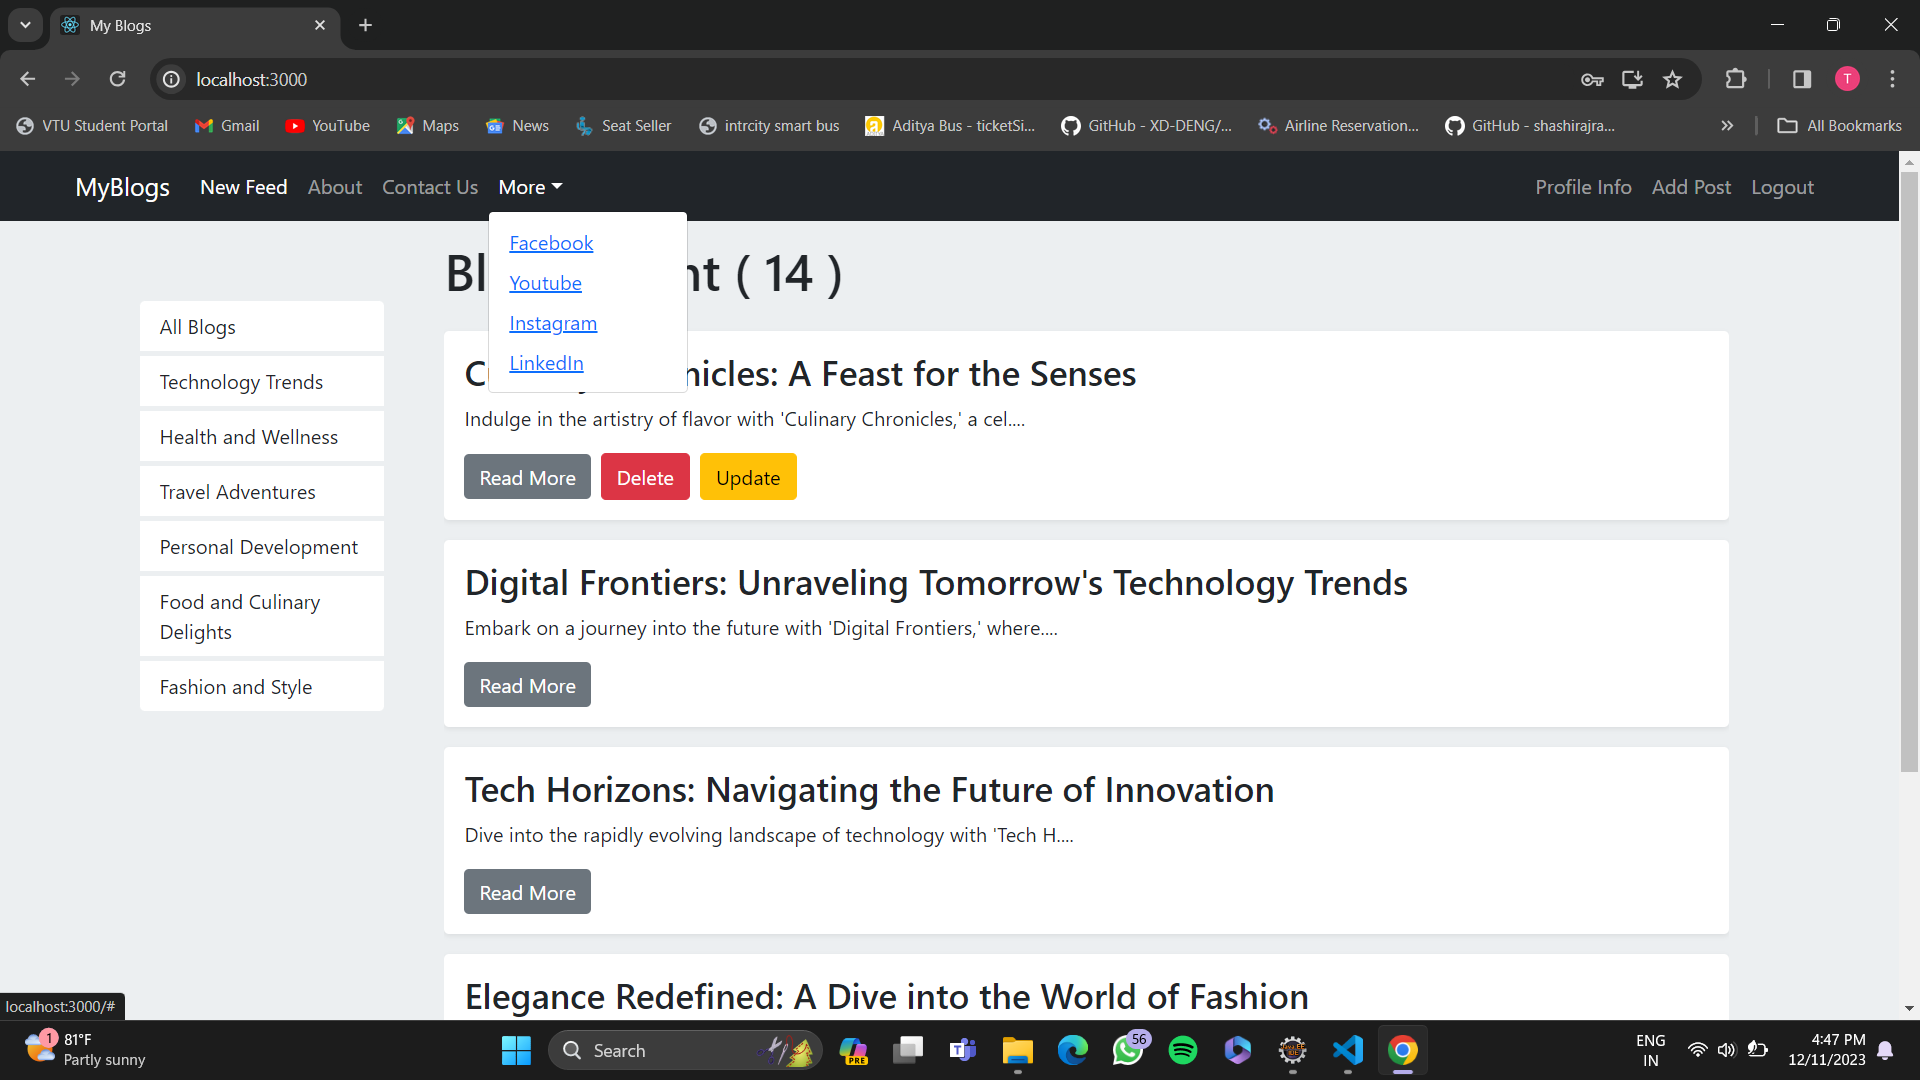 My Blogs
localhost:3000
VTU Student Portal
Gmail
YouTube
Maps
News
Seat Seller
intrcity smart bus
Aditya Bus - ticketSi...
GitHub - XD-DENG/...
Airline Reservation...
GitHub - shashirajra...
All Bookmarks
T
MyBlogs
New Feed
About
Contact Us
More
Profile Info
Add Post
Logout
Facebook
Youtube
Instagram
LinkedIn
All Blogs
Technology Trends
Health and Wellness
Travel Adventures
Personal Development
Food and Culinary
Delights
Fashion and Style
( 14 )
A Feast for the Senses
Indulge in the artistry of flavor with 'Culinary Chronicles,' a cel....
Read More
Delete
Update
Digital Frontiers: Unraveling Tomorrow's Technology Trends
Embark on a journey into the future with 'Digital Frontiers,' where....
Read More
Tech Horizons: Navigating the Future of Innovation
Dive into the rapidly evolving landscape of technology with 'Tech H....
Read More
Elegance Redefined: A Dive into the World of Fashion
localhost:3000/#
1
81°F
Partly sunny
Search
PRE
56
ENG
IN
4:47 PM
12/11/2023